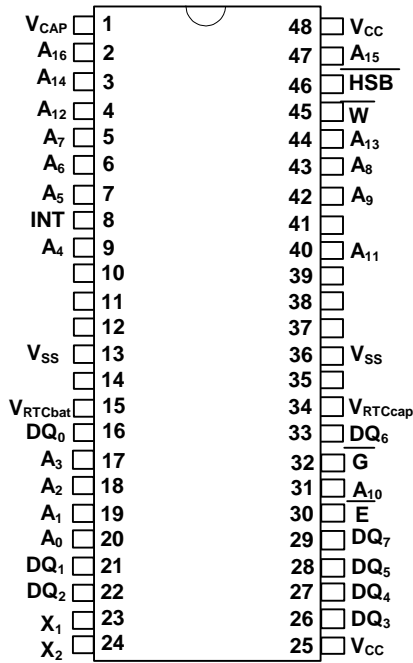 VCAP 1 48 VCC
A16 2 47 A15
A14 3 46 H̅S̅B̅
A12 4 45 W̅
A7 5 44 A13
A6 6 43 A8
A5 7 42 A9
INT 8 41
A4 9 40 A11
10 39
11 38
12 37
VSS 13 36 VSS
14 35
VRTCbat 15 34 VRTCcap
DQ0 16 33 DQ6
A3 17 32 G̅
A2 18 31 A10
A1 19 30 E̅
A0 20 29 DQ7
DQ1 21 28 DQ5
DQ2 22 27 DQ4
X1 23 26 DQ3
X2 24 25 VCC